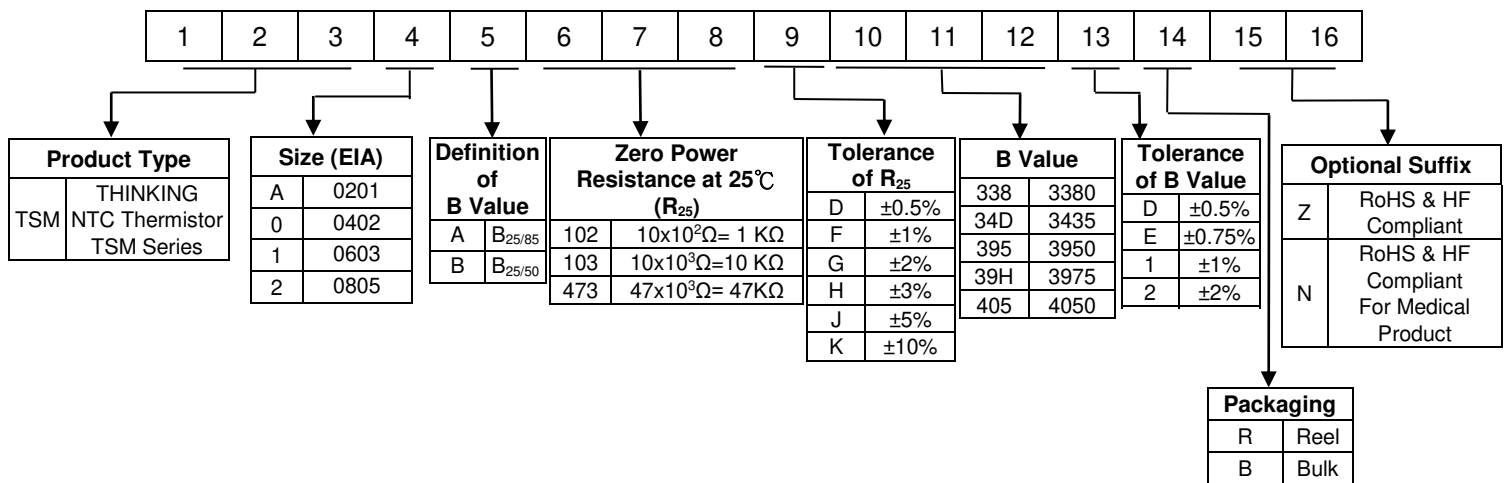 1 2 3 4 5 6 7 8 9 10 11 12 13 14 15 16
Product Type
TSM THINKING
NTC Thermistor
TSM Series
Size (EIA)
A 0201
0 0402
1 0603
2 0805
Definition
of
B Value
A B25/85
B B25/50
Zero Power
Resistance at 25℃
(R25)
102 10x10²Ω= 1 KΩ
103 10x10³Ω=10 KΩ
473 47x10³Ω= 47KΩ
Tolerance
of R25
D ±0.5%
F ±1%
G ±2%
H ±3%
J ±5%
K ±10%
B Value
338 3380
34D 3435
395 3950
39H 3975
405 4050
Tolerance
of B Value
D ±0.5%
E ±0.75%
1 ±1%
2 ±2%
Optional Suffix
Z RoHS & HF
Compliant
N RoHS & HF
Compliant
For Medical
Product
Packaging
R Reel
B Bulk